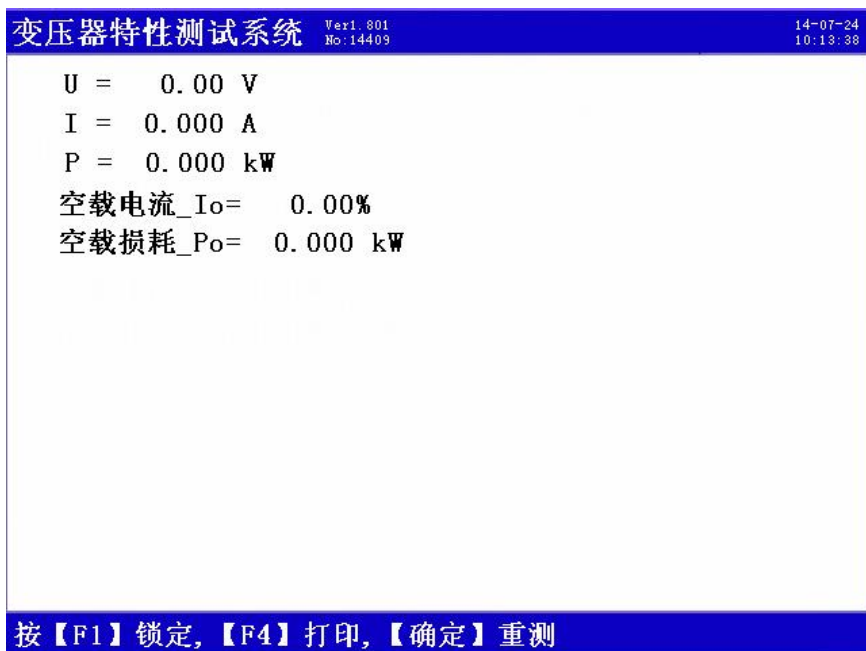 变压器特性测试系统 Ver1.801
No:14409
14-07-24
10:13:38
U = 0.00 V
I = 0.000 A
P = 0.000 kW
空载电流_Io= 0.00%
空载损耗_Po= 0.000 kW
按【F1】锁定,【F4】打印,【确定】重测